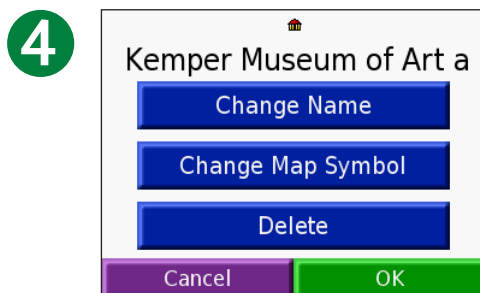 4
Kemper Museum of Art a
Change Name
Change Map Symbol
Delete
Cancel OK